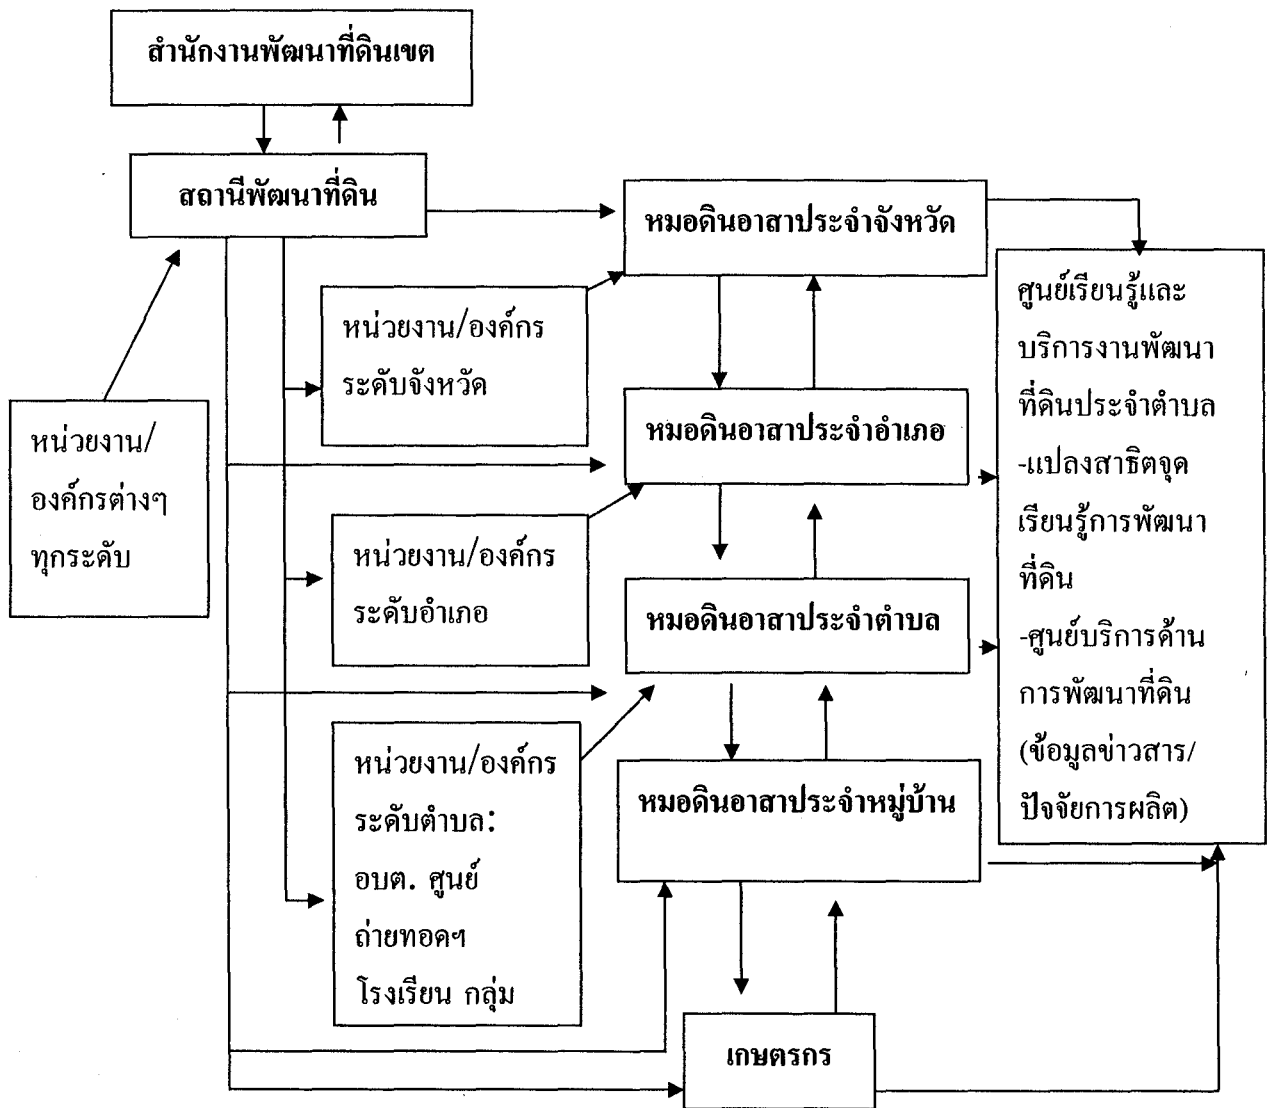 สำนักงานพัฒนาที่ดินเขต
สถานีพัฒนาที่ดิน
หน่วยงาน/
องค์กรต่างๆ
ทุกระดับ
หน่วยงาน/องค์กร
ระดับจังหวัด
หน่วยงาน/องค์กร
ระดับอำเภอ
หน่วยงาน/องค์กร
ระดับตำบล:
อบต. ศูนย์
ถ่ายทอดฯ
โรงเรียน กลุ่ม
หมอดินอาสาประจำจังหวัด
หมอดินอาสาประจำอำเภอ
หมอดินอาสาประจำตำบล
หมอดินอาสาประจำหมู่บ้าน
เกษตรกร
ศูนย์เรียนรู้และ
บริการงานพัฒนา
ที่ดินประจำตำบล
-แปลงสาธิตจุด
เรียนรู้การพัฒนา
ที่ดิน
-ศูนย์บริการด้าน
การพัฒนาที่ดิน
(ข้อมูลข่าวสาร/
ปัจจัยการผลิต)